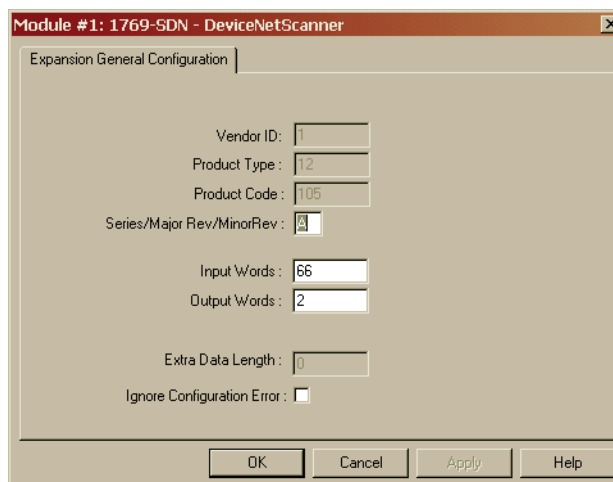 Module #1: 1769-SDN - DeviceNetScanner
Expansion General Configuration
Vendor ID: 1
Product Type : 12
Product Code : 105
Series/Major Rev/MinorRev : A
Input Words : 66
Output Words : 2
Extra Data Length : 0
Ignore Configuration Error :
OK Cancel Apply Help